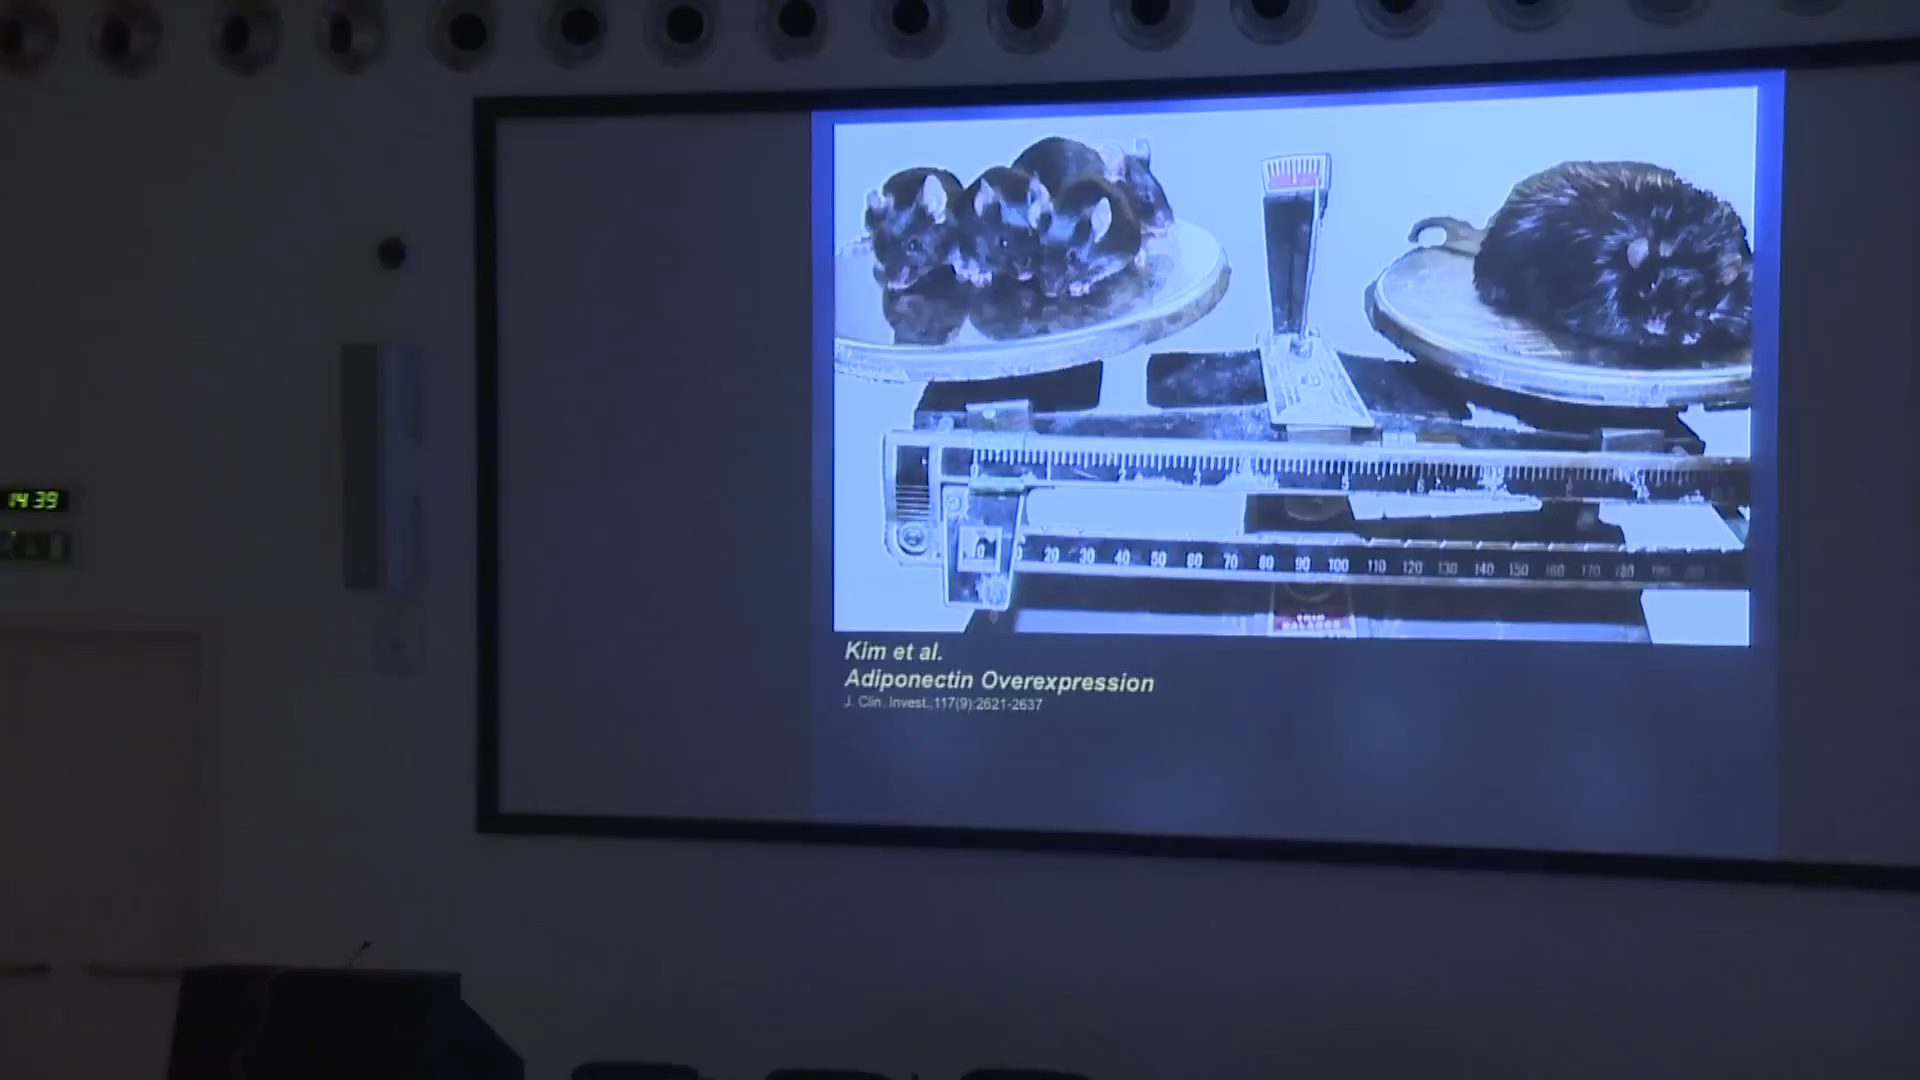 14 39
0 20 30 40 50 60 70 80 90 100 110 120 130 140 150 160 170 180
Kim et al.
Adiponectin Overexpression
J. Clin. Invest.,117(9):2621-2637